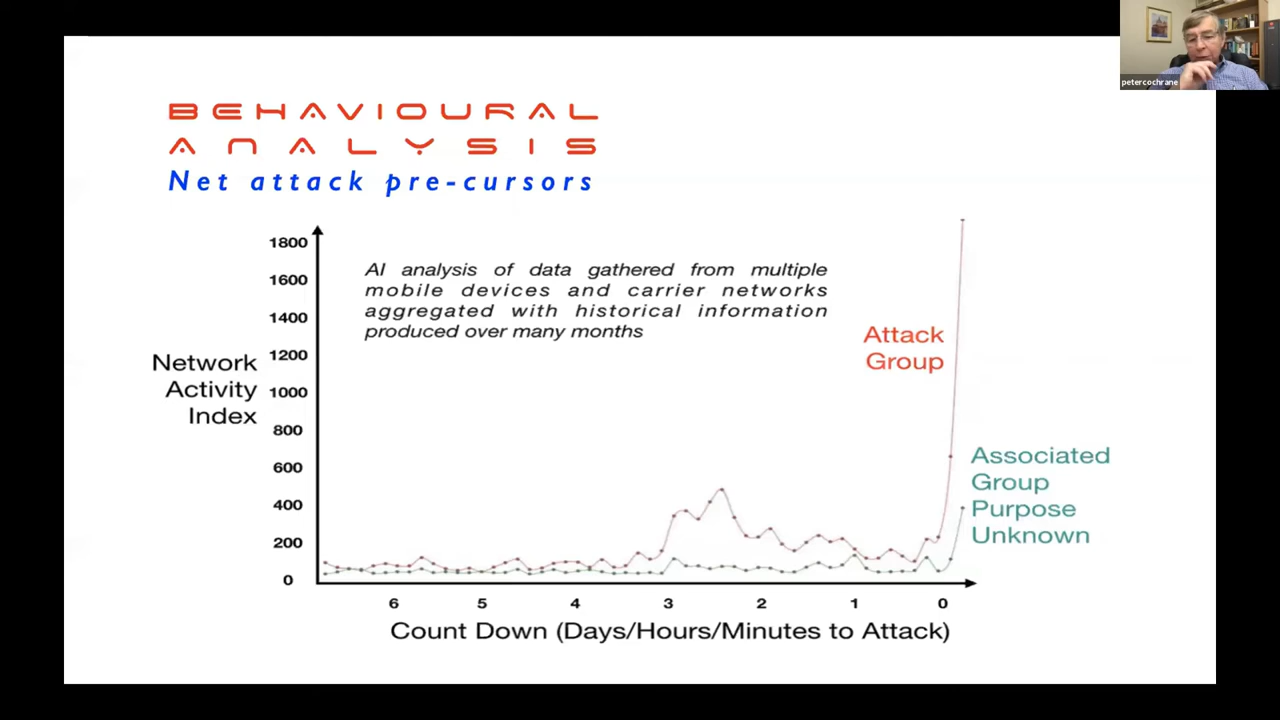 petercochrane
BEHAVIOURAL
ANALYSIS
Net attack pre-cursors
AI analysis of data gathered from multiple
mobile devices and carrier networks
aggregated with historical information
produced over many months
Network
Activity
Index
1800
1600
1400
1200
1000
800
600
400
200
0
Attack
Group
Associated
Group
Purpose
Unknown
6 5 4 3 2 1 0
Count Down (Days/Hours/Minutes to Attack)